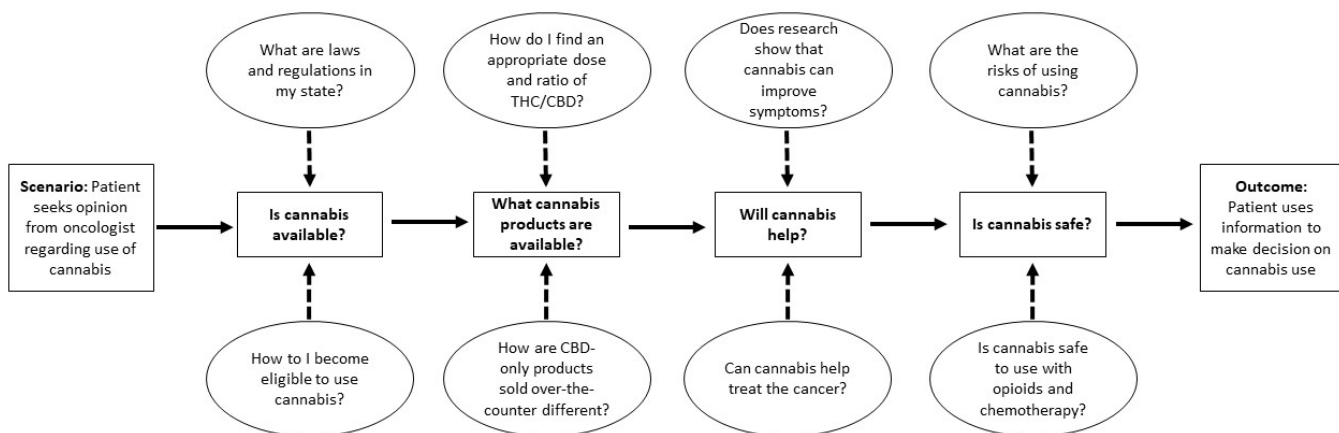 What are laws
and regulations in
my state?
How do I find an
appropriate dose
and ratio of
THC/CBD?
Does research
show that
cannabis can
improve
symptoms?
What are the
risks of using
cannabis?
Scenario: Patient
seeks opinion
from oncologist
regarding use of
cannabis
Is cannabis
available?
What cannabis
products are
available?
Will cannabis
help?
Is cannabis safe?
Outcome:
Patient uses
information to
make decision on
cannabis use
How to I become
eligible to use
cannabis?
How are CBD-
only products
sold over-the-
counter different?
Can cannabis help
treat the cancer?
Is cannabis safe
to use with
opioids and
chemotherapy?